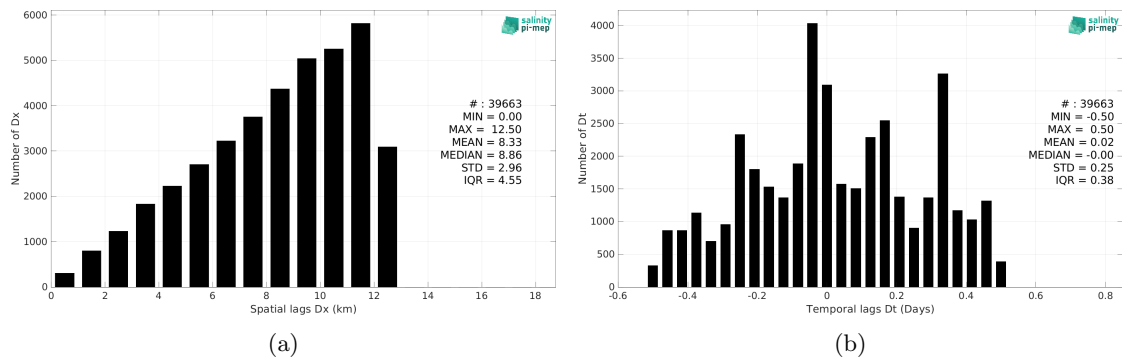 6000
5000
4000
3000
2000
1000
0
Number of Dx
0 2 4 6 8 10 12 14 16 18
Spatial lags Dx (km)
salinity
pi-mep
# : 39663
MIN = 0.00
MAX = 12.50
MEAN = 8.33
MEDIAN = 8.86
STD = 2.96
IQR = 4.55
(a)
4000
3500
3000
2500
2000
1500
1000
500
0
Number of Dt
-0.6 -0.4 -0.2 0 0.2 0.4 0.6 0.8
Temporal lags Dt (Days)
salinity
pi-mep
# : 39663
MIN = -0.50
MAX = 0.50
MEAN = 0.02
MEDIAN = -0.00
STD = 0.25
IQR = 0.38
(b)